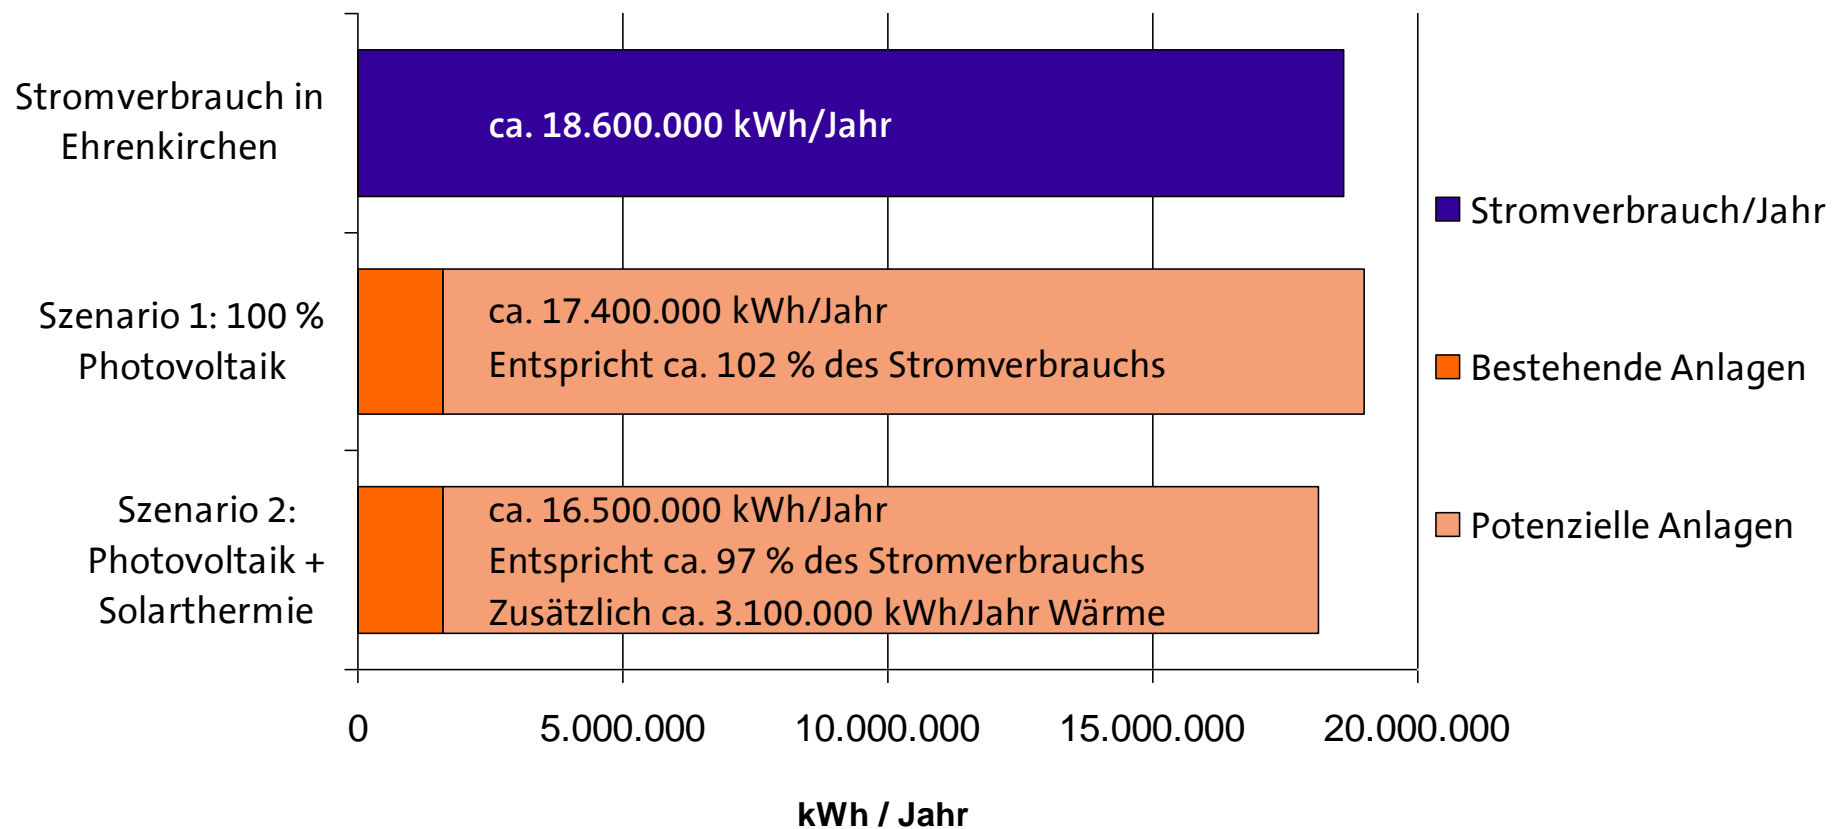 Stromverbrauch in
Ehrenkirchen
ca. 18.600.000 kWh/Jahr
Szenario 1: 100 %
Photovoltaik
ca. 17.400.000 kWh/Jahr
Entspricht ca. 102 % des Stromverbrauchs
Szenario 2:
Photovoltaik +
Solarthermie
ca. 16.500.000 kWh/Jahr
Entspricht ca. 97 % des Stromverbrauchs
Zusätzlich ca. 3.100.000 kWh/Jahr Wärme
Stromverbrauch/Jahr
Bestehende Anlagen
Potenzielle Anlagen
0 5.000.000 10.000.000 15.000.000 20.000.000
kWh / Jahr